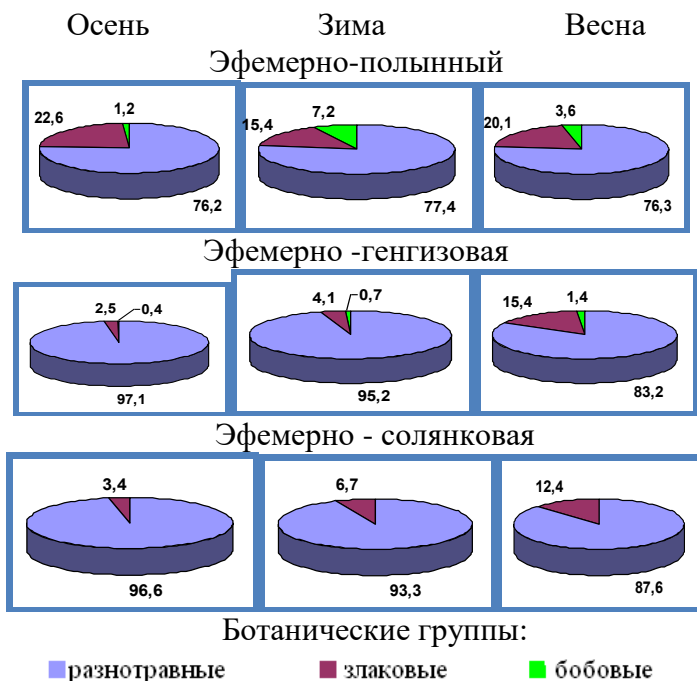 Осень Зима Весна
Эфемерно-полынный
22,6 1,2 76,2
15,4 7,2 77,4
20,1 3,6 76,3
Эфемерно -генгизовая
2,5 0,4 97,1
4,1 0,7 95,2
15,4 1,4 83,2
Эфемерно - солянковая
3,4 96,6
6,7 93,3
12,4 87,6
Ботанические группы:
разнотравные злаковые бобовые